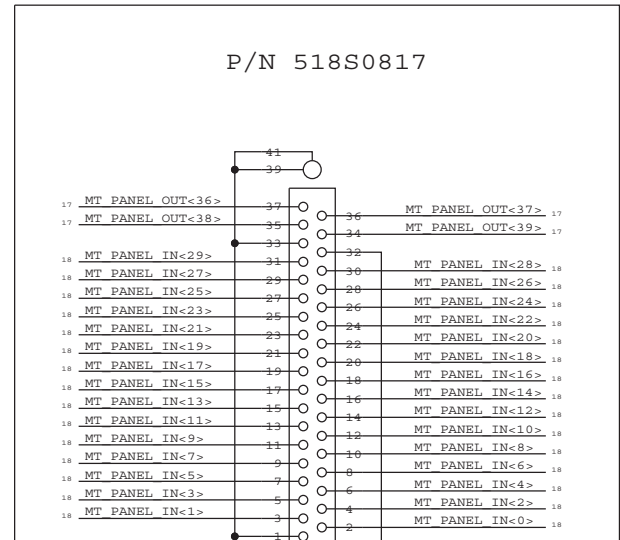 P/N 518S0817
41
39
17 MT_PANEL_OUT<36> 37
36 MT_PANEL_OUT<37> 17
17 MT_PANEL_OUT<38> 35
34 MT_PANEL_OUT<39> 17
33
32
18 MT_PANEL_IN<29> 31
30 MT_PANEL_IN<28> 18
18 MT_PANEL_IN<27> 29
28 MT_PANEL_IN<26> 18
18 MT_PANEL_IN<25> 27
26 MT_PANEL_IN<24> 18
18 MT_PANEL_IN<23> 25
24 MT_PANEL_IN<22> 18
18 MT_PANEL_IN<21> 23
22 MT_PANEL_IN<20> 18
18 MT_PANEL_IN<19> 21
20 MT_PANEL_IN<18> 18
18 MT_PANEL_IN<17> 19
18 MT_PANEL_IN<16> 18
18 MT_PANEL_IN<15> 17
16 MT_PANEL_IN<14> 18
18 MT_PANEL_IN<13> 15
14 MT_PANEL_IN<12> 18
18 MT_PANEL_IN<11> 13
12 MT_PANEL_IN<10> 18
18 MT_PANEL_IN<9> 11
10 MT_PANEL_IN<8> 18
18 MT_PANEL_IN<7> 9
8 MT_PANEL_IN<6> 18
18 MT_PANEL_IN<5> 7
6 MT_PANEL_IN<4> 18
18 MT_PANEL_IN<3> 5
4 MT_PANEL_IN<2> 18
18 MT_PANEL_IN<1> 3
2 MT_PANEL_IN<0> 18
1